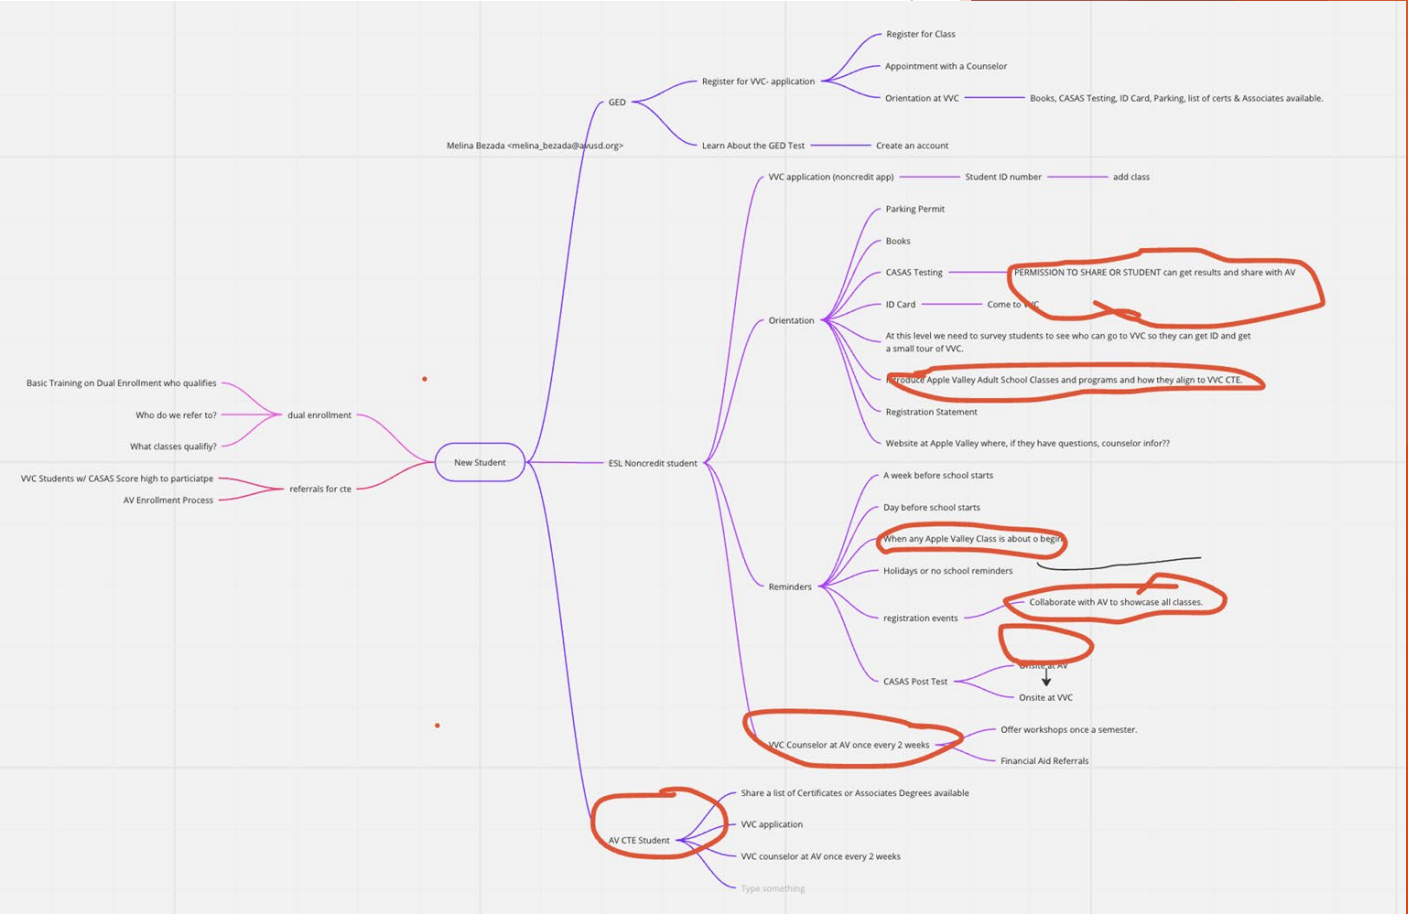 Register for Class
Appointment with a Counselor
Register for VVC- application
Orientation at VVC
Books, CASAS Testing, ID Card, Parking, list of certs & Associates available.
GED
Melina Bezada <melina_bezada@avusd.org>
Learn About the GED Test
Create an account
VVC application (noncredit app)
Student ID number
add class
Parking Permit
Books
CASAS Testing
PERMISSION TO SHARE OR STUDENT can get results and share with AV
ID Card
Come to VVC
Orientation
At this level we need to survey students to see who can go to VVC so they can get ID and get
a small tour of VVC.
Introduce Apple Valley Adult School Classes and programs and how they align to VVC CTE.
Registration Statement
Website at Apple Valley where, if they have questions, counselor infor??
Basic Training on Dual Enrollment who qualifies
Who do we refer to?
dual enrollment
What classes qualifiy?
New Student
ESL Noncredit student
VVC Students w/ CASAS Score high to particiatpe
referrals for cte
AV Enrollment Process
A week before school starts
Day before school starts
When any Apple Valley Class is about o begin
Holidays or no school reminders
Reminders
registration events
Collaborate with AV to showcase all classes.
CASAS Post Test
Onsite at AV
Onsite at VVC
VVC Counselor at AV once every 2 weeks
Offer workshops once a semester.
Financial Aid Referrals
AV CTE Student
Share a list of Certificates or Associates Degrees available
VVC application
VVC counselor at AV once every 2 weeks
Type something